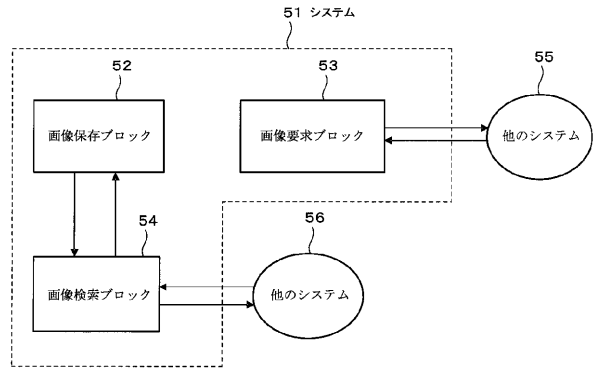 51 システム
52
53
55
画像保存ブロック
画像要求ブロック
他のシステム
54
56
画像検索ブロック
他のシステム